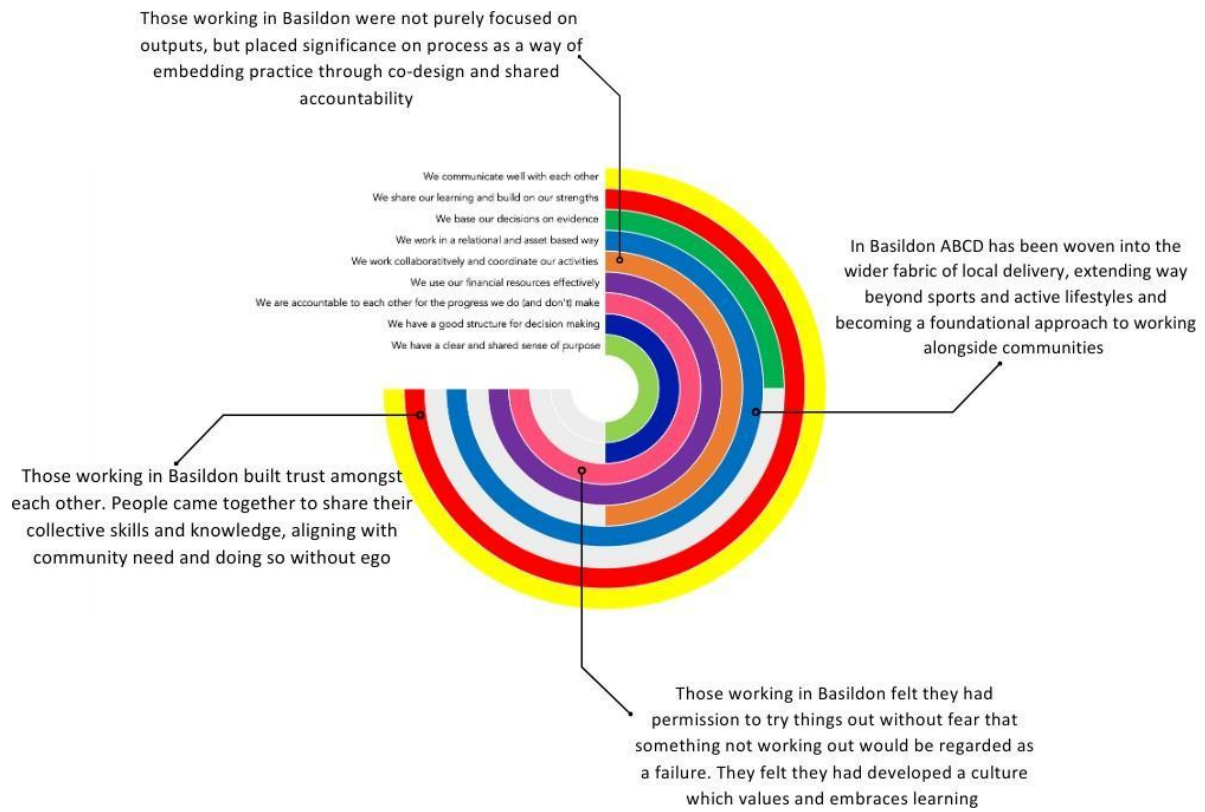 Those working in Basildon were not purely focused on
outputs, but placed significance on process as a way of
embedding practice through co-design and shared
accountability
We communicate well with each other
We share our learning and build on our strengths
We base our decisions on evidence
We work in a relational and asset based way
We work collaboratitvely and coordinate our activities
We use our financial resources effectively
We are accountable to each other for the progress we do (and don't) make
We have a good structure for decision making
We have a clear and shared sense of purpose
In Basildon ABCD has been woven into the
wider fabric of local delivery, extending way
beyond sports and active lifestyles and
becoming a foundational approach to working
alongside communities
Those working in Basildon built trust amongst
each other. People came together to share their
collective skills and knowledge, aligning with
community need and doing so without ego
Those working in Basildon felt they had
permission to try things out without fear that
something not working out would be regarded as
a failure. They felt they had developed a culture
which values and embraces learning